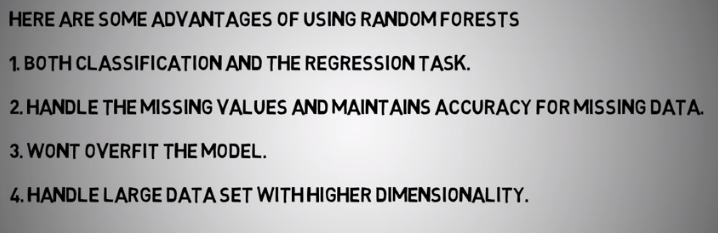 HERE ARE SOME ADVANTAGES OF USING RANDOM FORESTS
1. BOTH CLASSIFICATION AND THE REGRESSION TASK.
2. HANDLE THE MISSING VALUES AND MAINTAINS ACCURACY FOR MISSING DATA.
3. WONT OVERFIT THE MODEL.
4. HANDLE LARGE DATA SET WITH HIGHER DIMENSIONALITY.